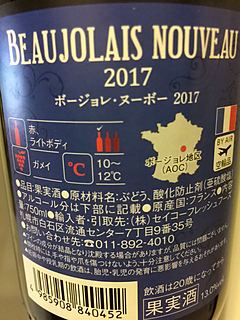 BEAUJOLAIS NOUVEAU
2017
ボージョレ・ヌーボー 2017
赤、
ライトボディ
BY AIR
空輸
ガメイ
℃
10～
12℃
ボージョレ地区
(AOC)
●品目:果実酒●原材料名:ぶどう、酸化防止剤(亜硫酸塩)
●アルコール分は下部に記載●原産国:フランス●容
量:750ml●輸入者・引取先:(株)セイコーフレッシュフーズ
札幌市白石区流通センター7丁目9番35号
●お問い合わせ先:☎011-892-4010
飲酒は20歳になってから
果実酒
13.0%
4985908840452